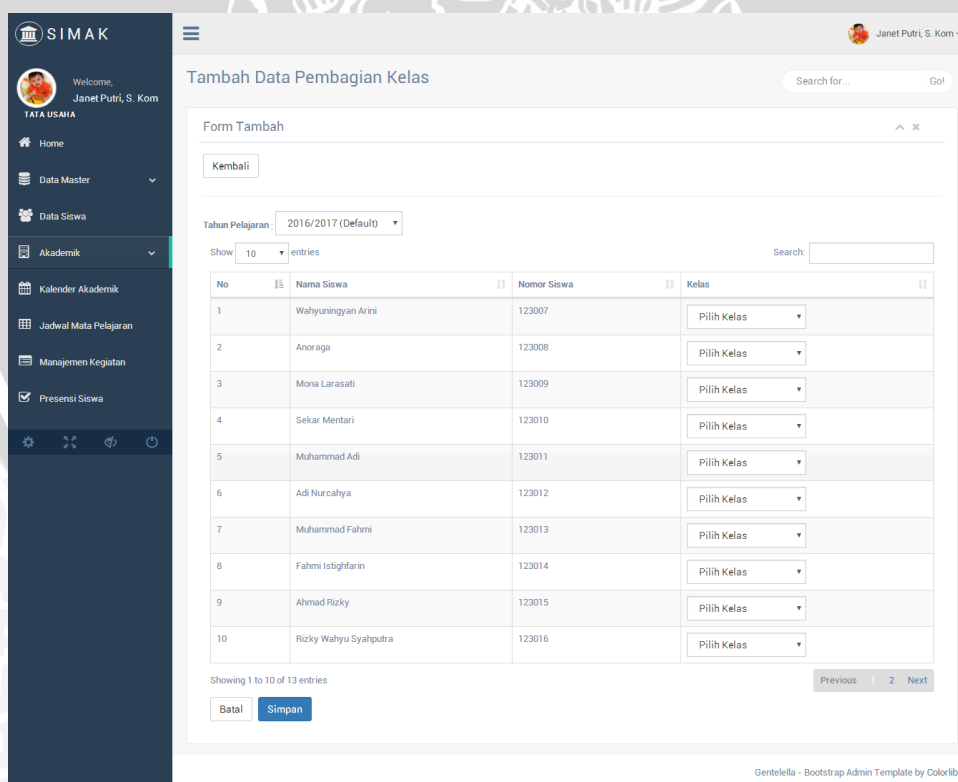 SIMAK
Janet Putri, S. Kom
Welcome,
Janet Putri, S. Kom
TATA USAHA
Home
Data Master
Data Siswa
Akademik
Kalender Akademik
Jadwal Mata Pelajaran
Manajemen Kegiatan
Presensi Siswa
Tambah Data Pembagian Kelas
Search for... Go!
Form Tambah
Kembali
Tahun Pelajaran : 2016/2017 (Default)
Show 10 entries Search:
No Nama Siswa Nomor Siswa Kelas
1 Wahyuningyan Arini 123007 Pilih Kelas
2 Anoraga 123008 Pilih Kelas
3 Mona Larasati 123009 Pilih Kelas
4 Sekar Mentari 123010 Pilih Kelas
5 Muhammad Adi 123011 Pilih Kelas
6 Adi Nurcahya 123012 Pilih Kelas
7 Muhammad Fahmi 123013 Pilih Kelas
8 Fahmi Istighfarin 123014 Pilih Kelas
9 Ahmad Rizky 123015 Pilih Kelas
10 Rizky Wahyu Syahputra 123016 Pilih Kelas
Showing 1 to 10 of 13 entries Previous 1 2 Next
Batal Simpan
Gentelella - Bootstrap Admin Template by Colorlib